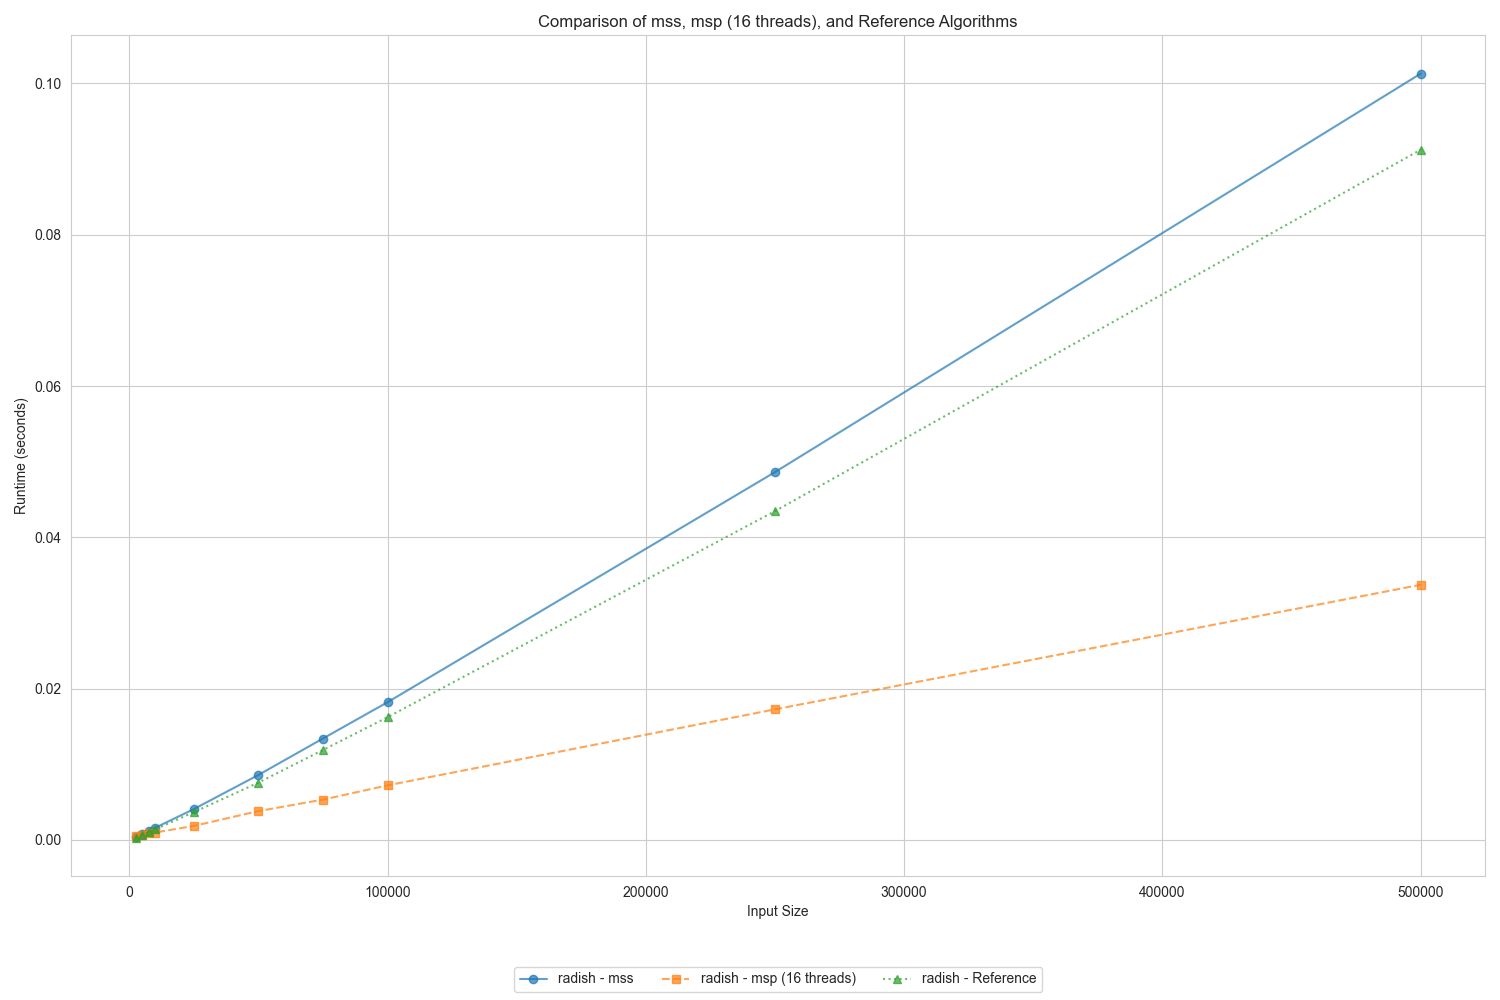 Comparison of mss, msp (16 threads), and Reference Algorithms
Runtime (seconds)
0.10
0.08
0.06
0.04
0.02
0.00
0 100000 200000 300000 400000 500000
Input Size
radish - mss radish - msp (16 threads) radish - Reference